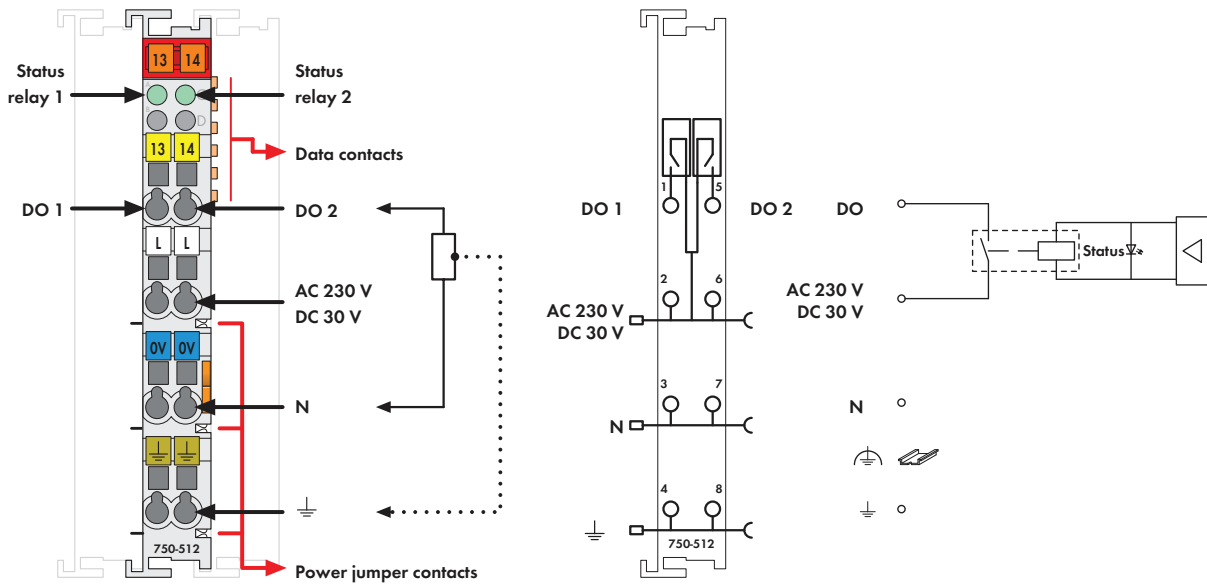 13 14
Status
relay 1
Status
relay 2
A C
B D
13 14
Data contacts
DO 1
DO 2
L L
AC 230 V
DC 30 V
0V 0V
N
750-512
Power jumper contacts
1 5
DO 1
DO 2
2 6
AC 230 V
DC 30 V
3 7
N
4 8
750-512
DO
Status
AC 230 V
DC 30 V
N